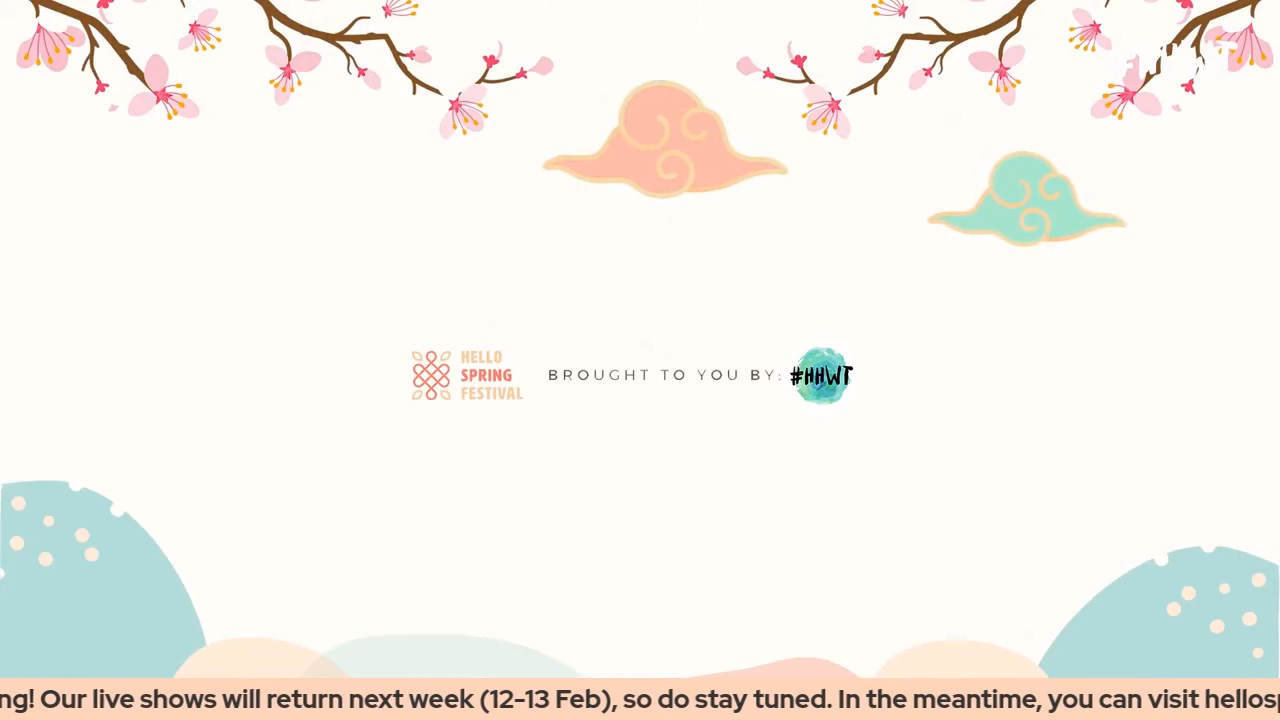 HELLO
SPRING
FESTIVAL
BROUGHT TO YOU BY:
#HHWT
ng! Our live shows will return next week (12-13 Feb), so do stay tuned. In the meantime, you can visit hellosp